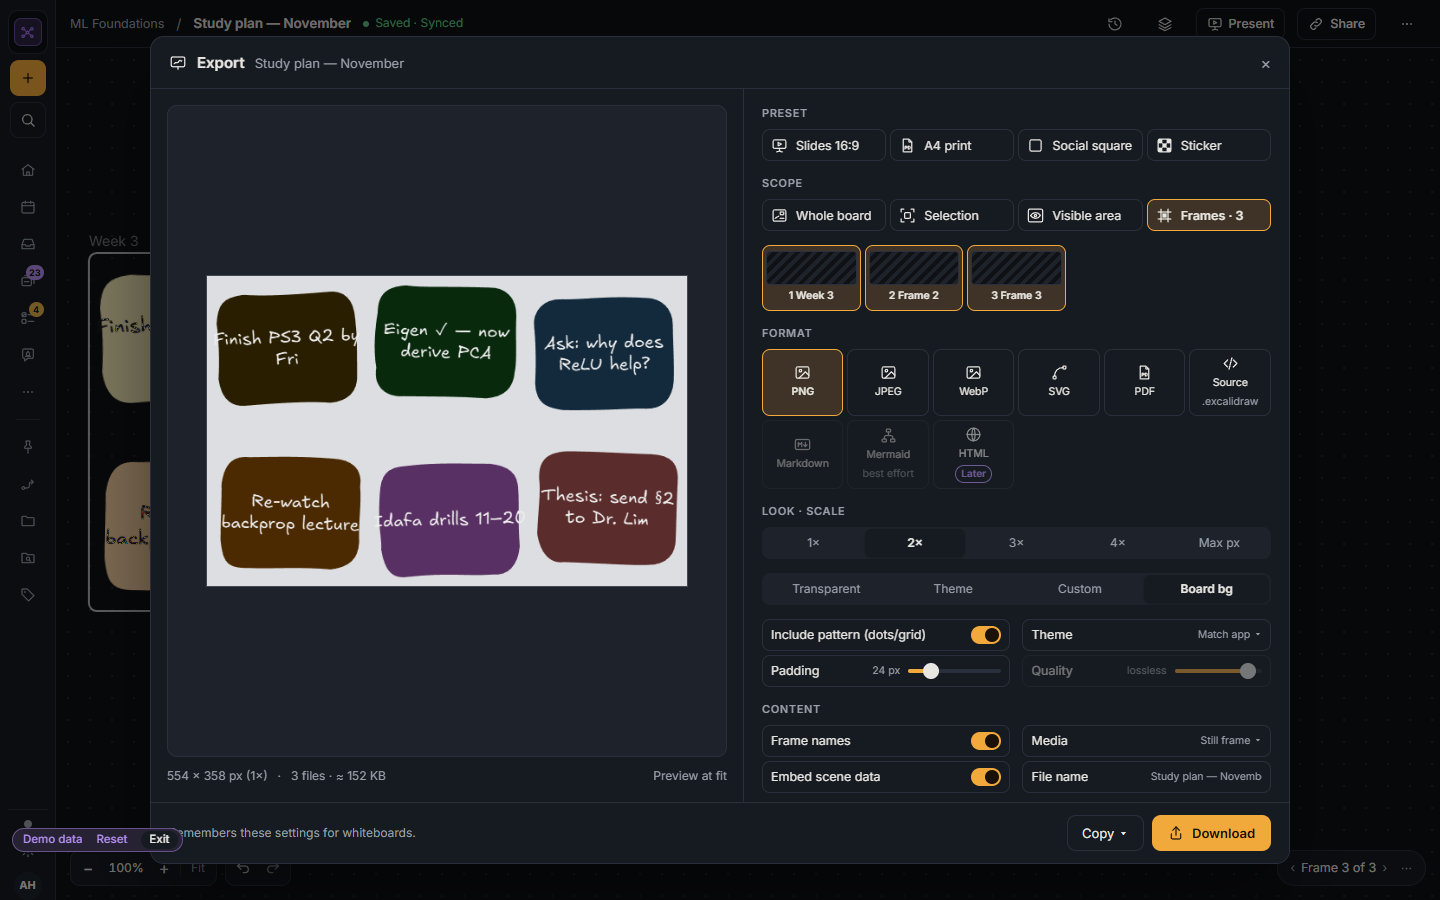 ML Foundations / Study plan — November Saved · Synced
Present
Share
Export Study plan — November
×
Week 3
23
4
Finish
back
Finish PS3 Q2 by
Fri
Eigen ✓ — now
derive PCA
Ask: why does
ReLU help?
Re-watch
backprop lecture
Idafa drills 11–20
Thesis: send §2
to Dr. Lim
554 × 358 px (1×) · 3 files · ≈ 152 KB
Preview at fit
PRESET
Slides 16:9
A4 print
Social square
Sticker
SCOPE
Whole board
Selection
Visible area
Frames · 3
1 Week 3
2 Frame 2
3 Frame 3
FORMAT
PNG
JPEG
WebP
SVG
PDF
Source
.excalidraw
Markdown
Mermaid
best effort
HTML
Later
LOOK · SCALE
1×
2×
3×
4×
Max px
Transparent
Theme
Custom
Board bg
Include pattern (dots/grid)
Theme
Match app
Padding
24 px
Quality
lossless
CONTENT
Frame names
Media
Still frame
Embed scene data
File name
Study plan — Novemb
Demo data
Reset
Exit
emembers these settings for whiteboards.
Copy
Download
AH
− 100% + Fit
‹ Frame 3 of 3 ›